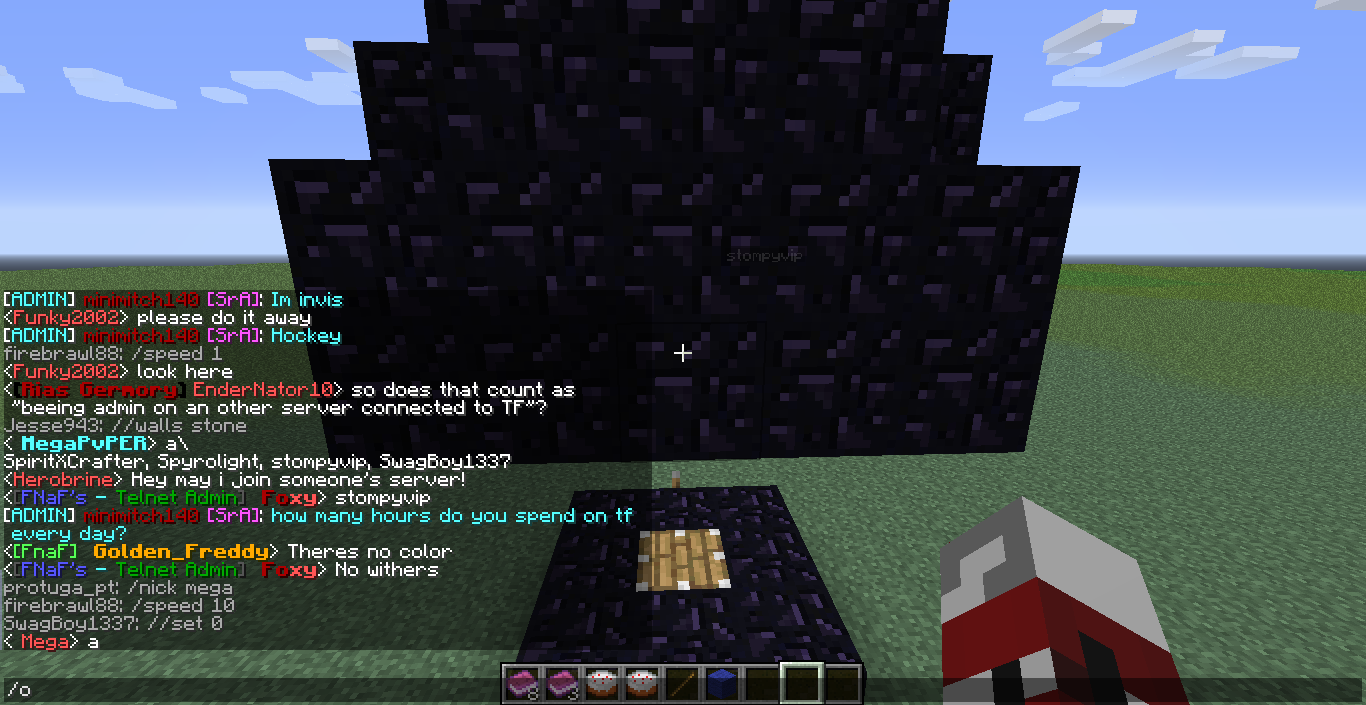 stompyvip
[ADMIN] minimitch140 [SrA]: Im invis
<Funky2002> please do it away
[ADMIN] minimitch140 [SrA]: Hockey
firebrawl88: /speed 1
<Funky2002> look here
<[Rias Germory] EnderNator10> so does that count as
"beeing admin on an other server connected to TF"?
Jesse943: //walls stone
< MegaPvPER> a\
SpiritXCrafter, Spyrolight, stompyvip, SwagBoy1337
<Herobrine> Hey may i join someone's server!
<[FNaF's - Telnet Admin] Foxy> stompyvip
[ADMIN] minimitch140 [SrA]: how many hours do you spend on tf
every day?
<[FnaF] Golden_Freddy> Theres no color
<[FNaF's - Telnet Admin] Foxy> No withers
protuga_pt: /nick mega
firebrawl88: /speed 10
SwagBoy1337: //set 0
< Mega> a
8 3
/o